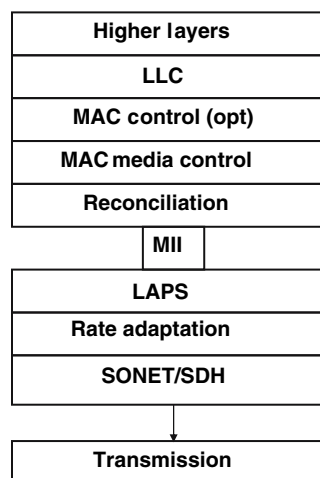 Higher layers
LLC
MAC control (opt)
MAC media control
Reconciliation
MII
LAPS
Rate adaptation
SONET/SDH
Transmission